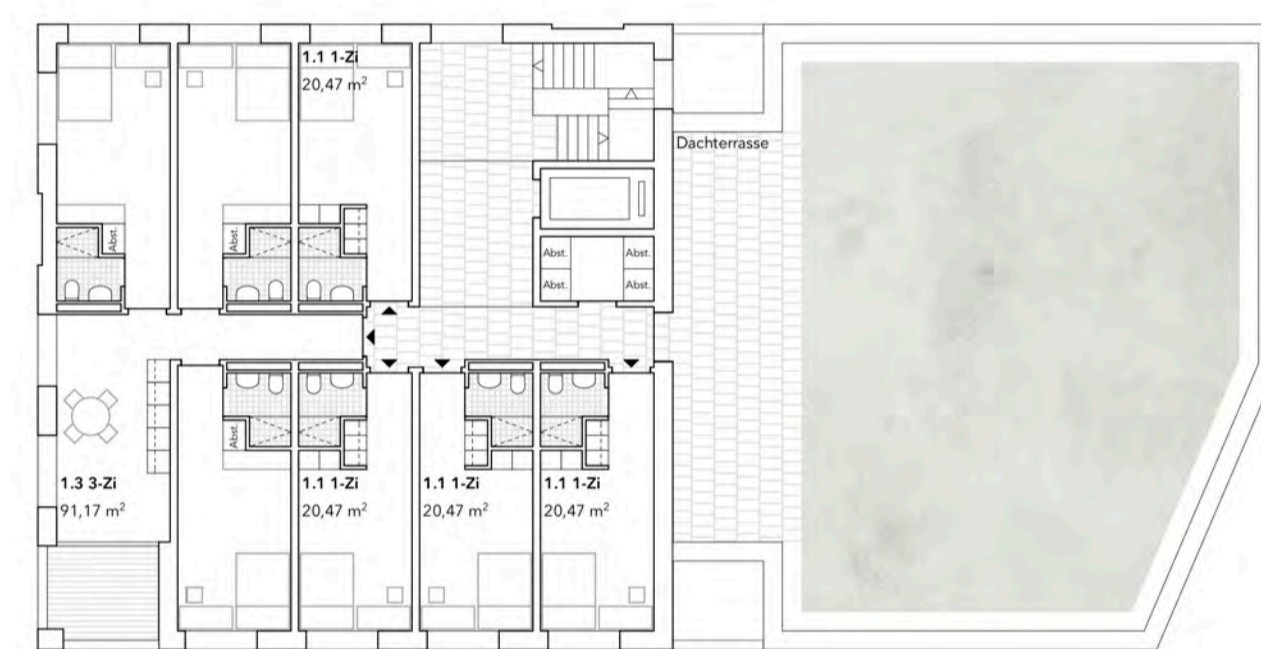 1.1 1-Zi
20,47 m²
Dachterrasse
Abst.
Abst.
Abst.
Abst.
Abst.
Abst.
Abst.
1.3 3-Zi
91,17 m²
1.1 1-Zi
20,47 m²
1.1 1-Zi
20,47 m²
1.1 1-Zi
20,47 m²